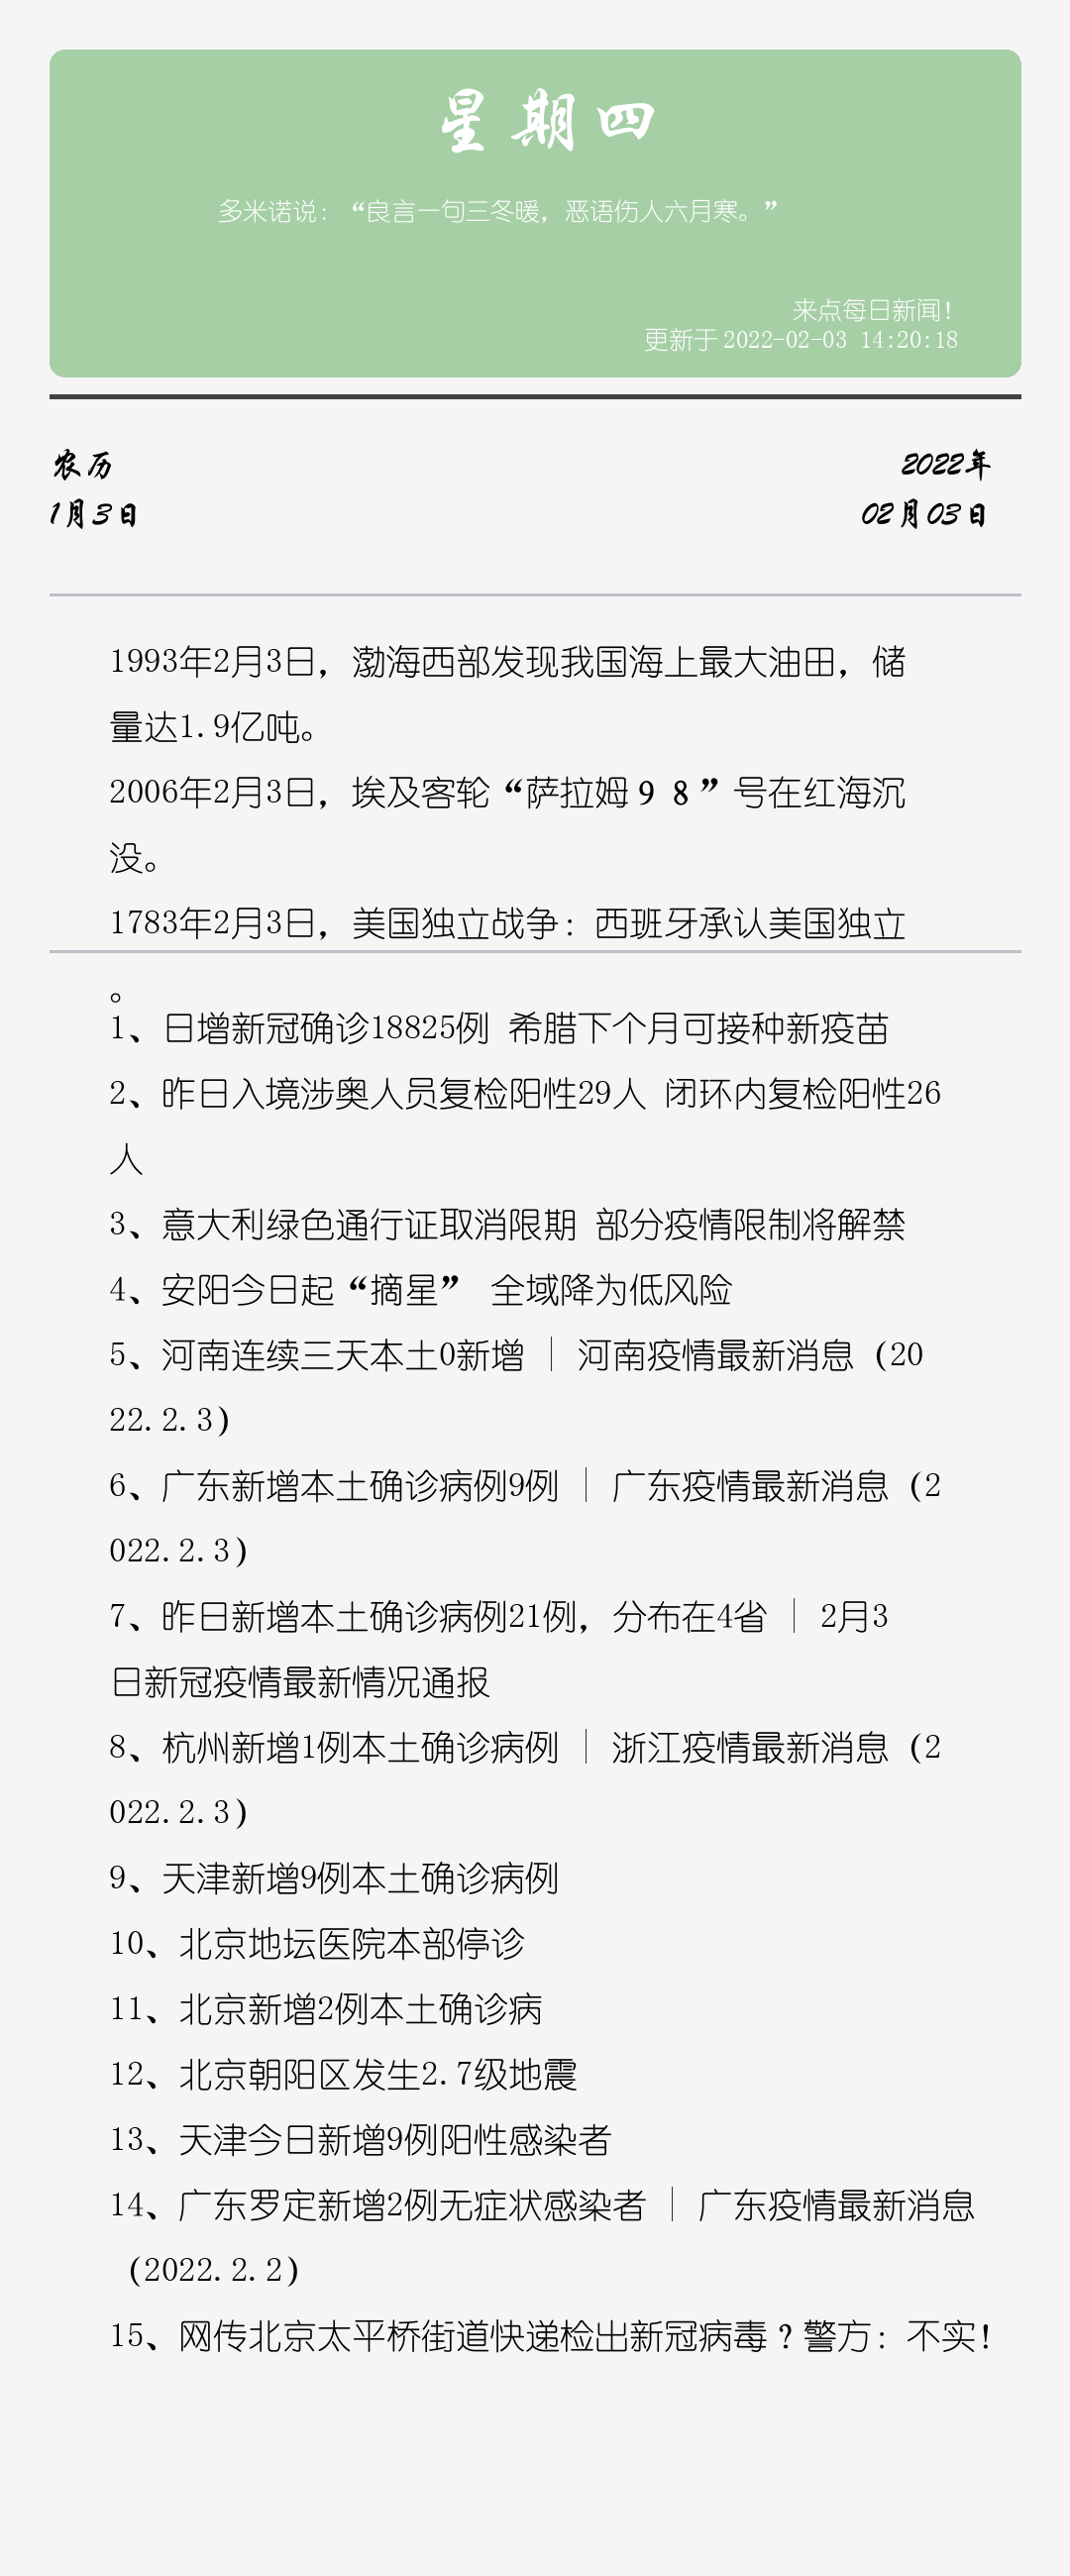 星期四
多米诺说：“良言一句三冬暖，恶语伤人六月寒。”
来点每日新闻！
更新于2022-02-03 14:20:18
农历
2022年
1月3日
02月03日
1993年2月3日，渤海西部发现我国海上最大油田，储
量达1.9亿吨。
2006年2月3日，埃及客轮“萨拉姆９８”号在红海沉
没。
1783年2月3日，美国独立战争：西班牙承认美国独立
。
1、日增新冠确诊18825例 希腊下个月可接种新疫苗
2、昨日入境涉奥人员复检阳性29人 闭环内复检阳性26
人
3、意大利绿色通行证取消限期 部分疫情限制将解禁
4、安阳今日起“摘星” 全域降为低风险
5、河南连续三天本土0新增 | 河南疫情最新消息（20
22.2.3）
6、广东新增本土确诊病例9例 | 广东疫情最新消息（2
022.2.3）
7、昨日新增本土确诊病例21例，分布在4省 | 2月3
日新冠疫情最新情况通报
8、杭州新增1例本土确诊病例 | 浙江疫情最新消息（2
022.2.3）
9、天津新增9例本土确诊病例
10、北京地坛医院本部停诊
11、北京新增2例本土确诊病
12、北京朝阳区发生2.7级地震
13、天津今日新增9例阳性感染者
14、广东罗定新增2例无症状感染者 | 广东疫情最新消息
（2022.2.2）
15、网传北京太平桥街道快递检出新冠病毒？警方：不实！